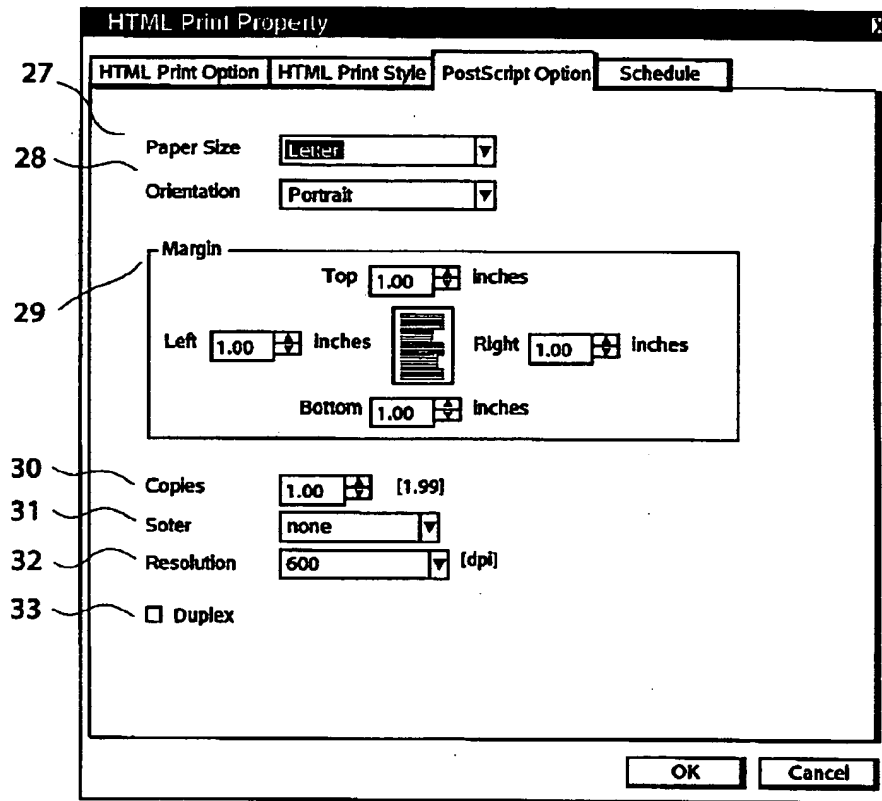 HTML Print Property
HTML Print Option HTML Print Style PostScript Option Schedule
27
Paper Size Letter
28
Orientation Portrait
Margin
29
Top 1.00 inches
Left 1.00 inches Right 1.00 inches
Bottom 1.00 inches
30 Copies 1.00 [1.99]
31 Soter none
32 Resolution 600 [dpi]
33 Duplex
OK Cancel